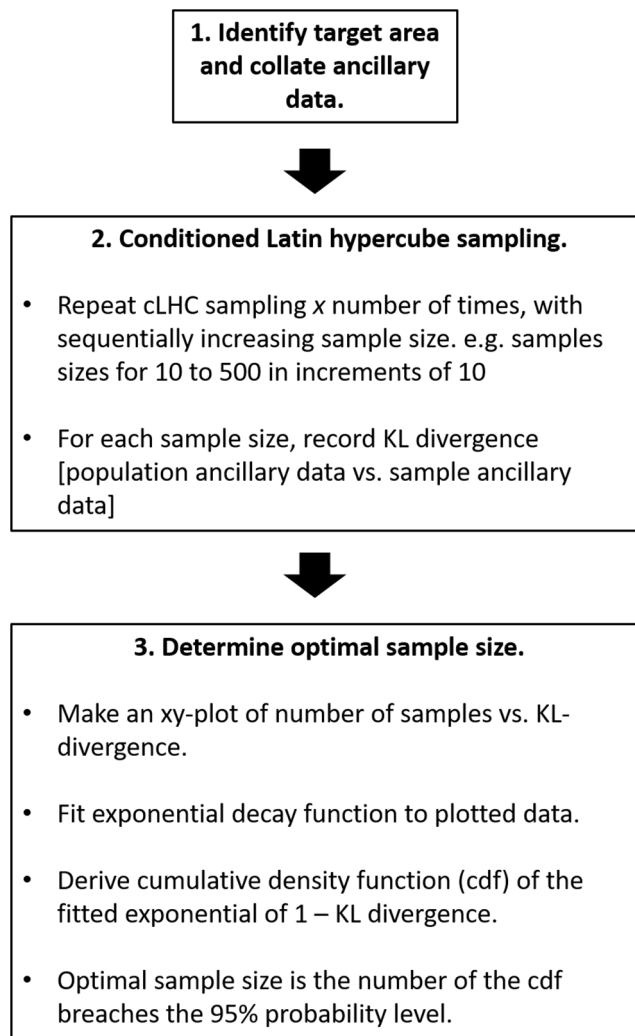 1. Identify target area
and collate ancillary
data.
2. Conditioned Latin hypercube sampling.
• Repeat cLHC sampling x number of times, with
sequentially increasing sample size. e.g. samples
sizes for 10 to 500 in increments of 10
• For each sample size, record KL divergence
[population ancillary data vs. sample ancillary
data]
3. Determine optimal sample size.
• Make an xy-plot of number of samples vs. KL-
divergence.
• Fit exponential decay function to plotted data.
• Derive cumulative density function (cdf) of the
fitted exponential of 1 – KL divergence.
• Optimal sample size is the number of the cdf
breaches the 95% probability level.